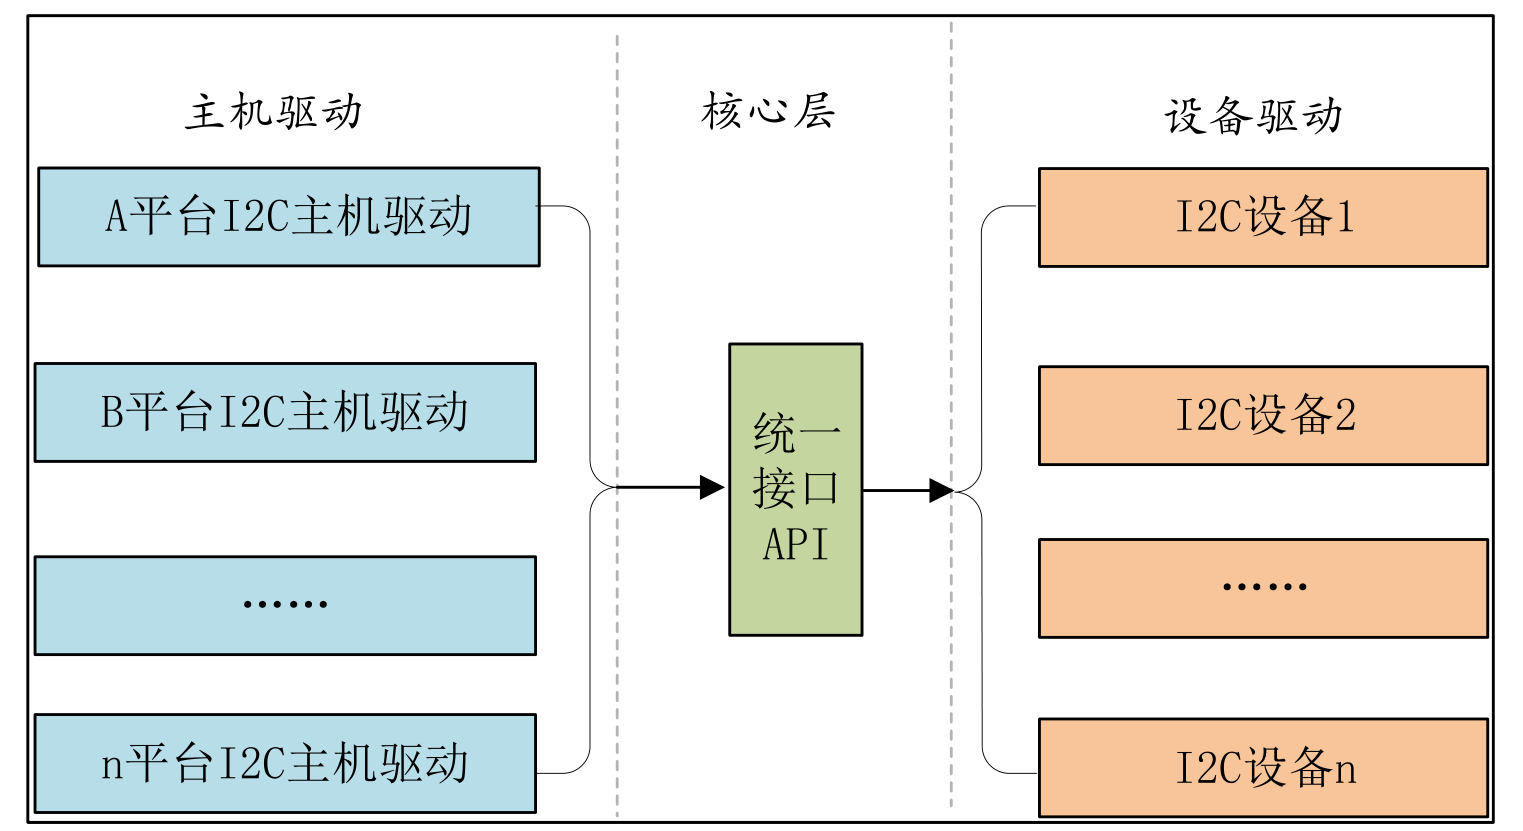 主机驱动
核心层
设备驱动
A平台I2C主机驱动
B平台I2C主机驱动
……
n平台I2C主机驱动
统一
接口
API
I2C设备1
I2C设备2
……
I2C设备n